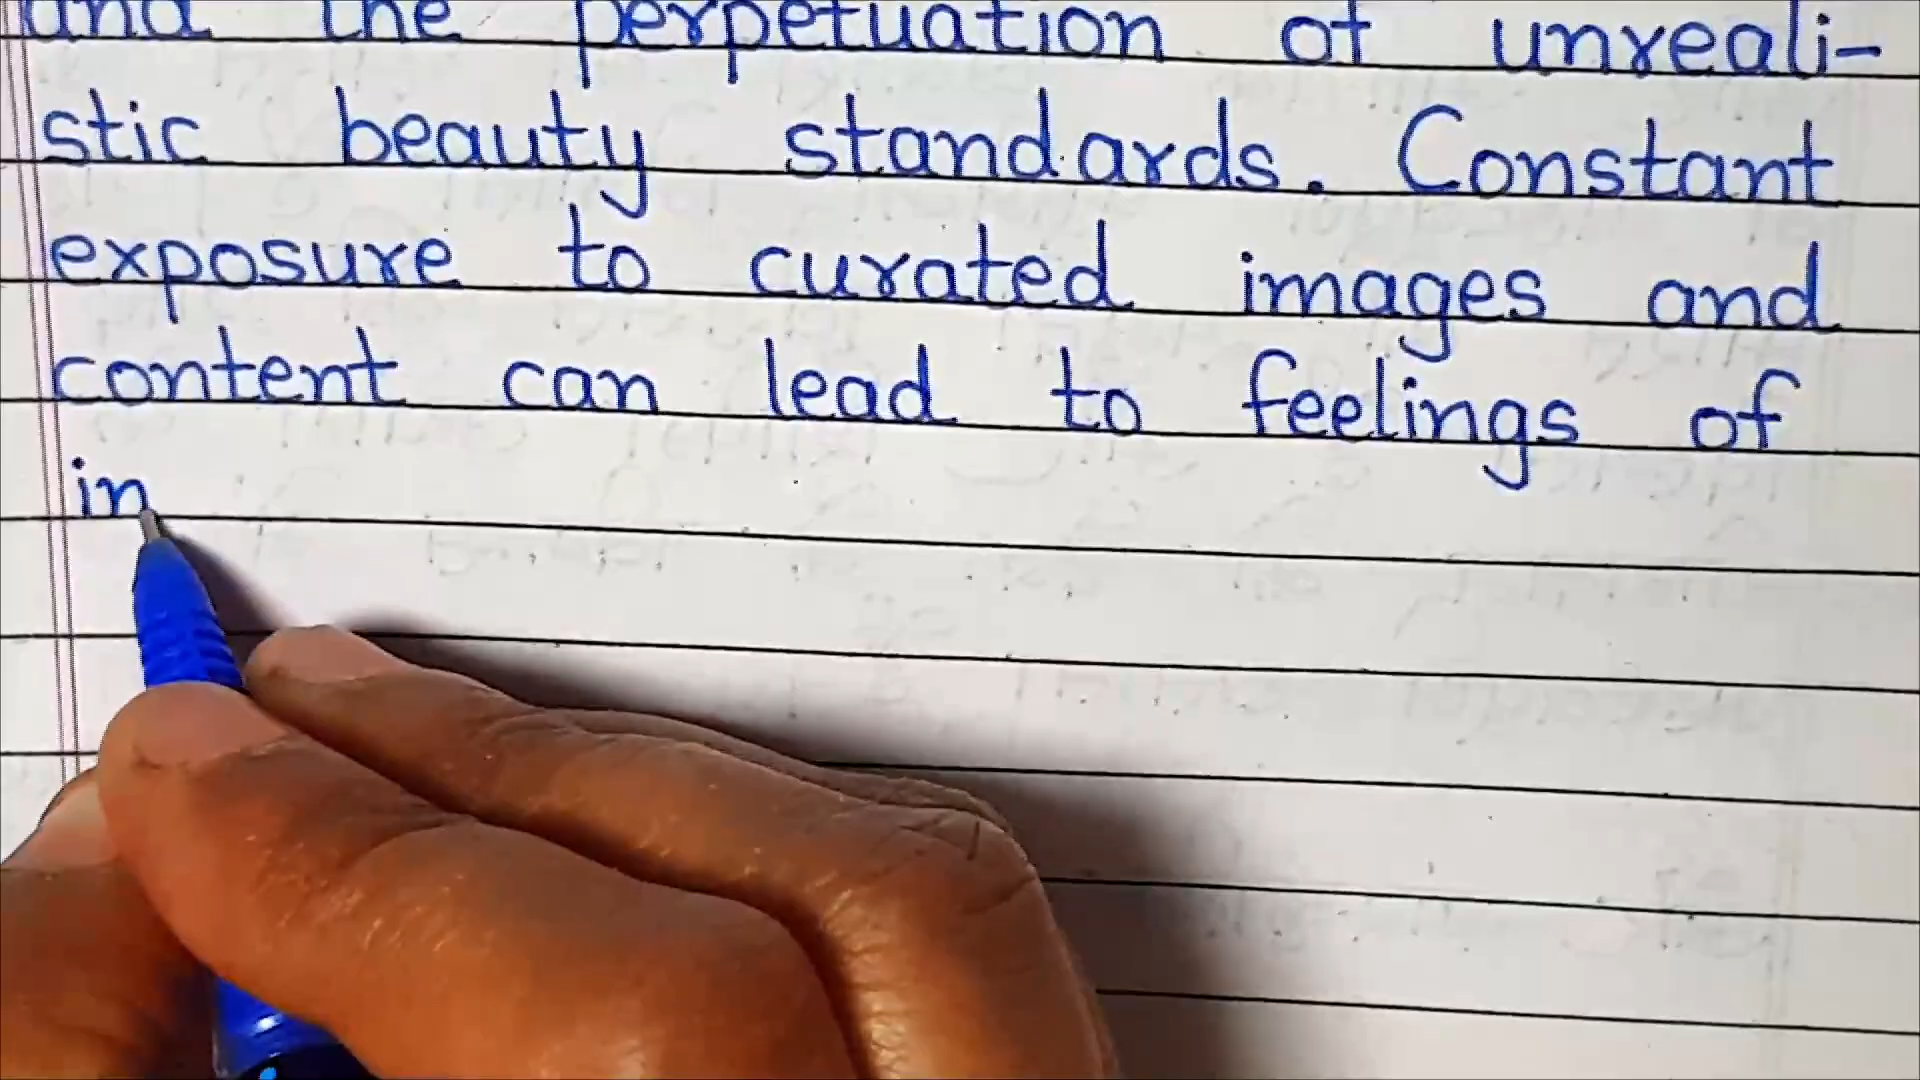 and the perpetuation of unreali-
stic beauty standards. Constant
exposure to curated images and
content can lead to feelings of
in